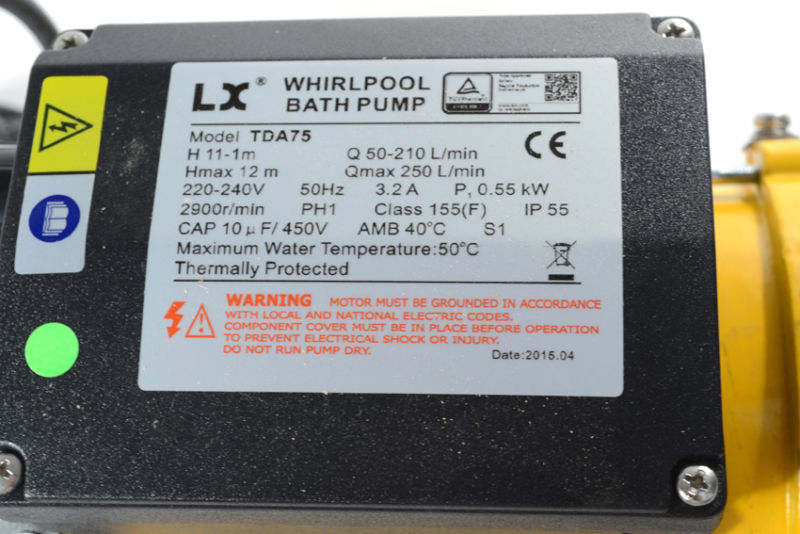 LX ® WHIRLPOOL
BATH PUMP
Model TDA75
H 11-1m Q 50-210 L/min
Hmax 12 m Qmax 250 L/min
CE
220-240V 50Hz 3.2 A P₁ 0.55 kW
2900r/min PH1 Class 155(F) IP 55
CAP 10 µF/ 450V AMB 40°C S1
Maximum Water Temperature:50°C
Thermally Protected
WARNING MOTOR MUST BE GROUNDED IN ACCORDANCE
WITH LOCAL AND NATIONAL ELECTRIC CODES.
COMPONENT COVER MUST BE IN PLACE BEFORE OPERATION
TO PREVENT ELECTRICAL SHOCK OR INJURY.
DO NOT RUN PUMP DRY.
Date:2015.04